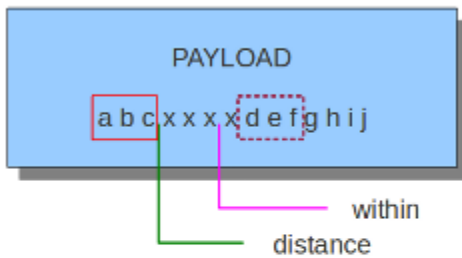 PAYLOAD
a b c x x x x d e f g h i j
within
distance